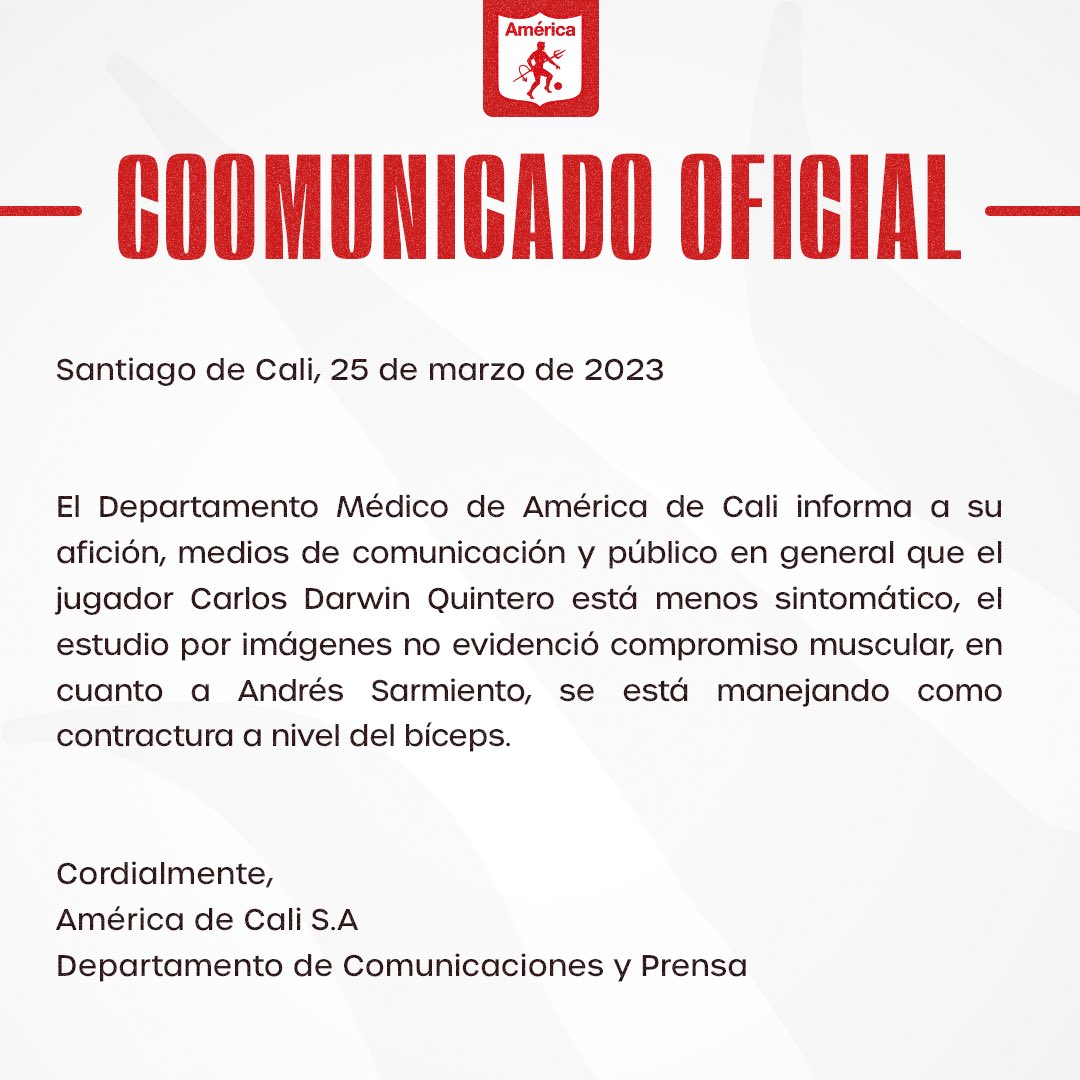 América
COOMUNICADO OFICIAL
Santiago de Cali, 25 de marzo de 2023
El Departamento Médico de América de Cali informa a su
afición, medios de comunicación y público en general que el
jugador Carlos Darwin Quintero está menos sintomático, el
estudio por imágenes no evidenció compromiso muscular, en
cuanto a Andrés Sarmiento, se está manejando como
contractura a nivel del bíceps.
Cordialmente,
América de Cali S.A
Departamento de Comunicaciones y Prensa